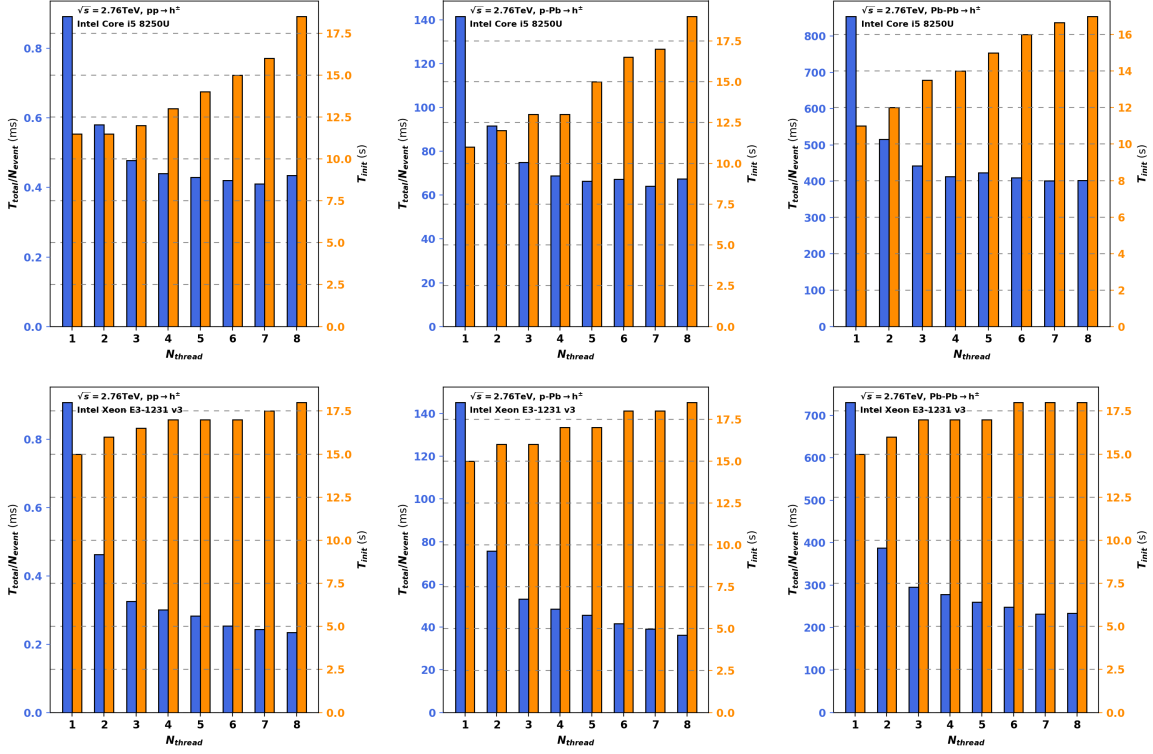 √s = 2.76TeV, pp → h±
Intel Core i5 8250U
T_total/N_event (ms)
0.0
0.2
0.4
0.6
0.8
T_init (s)
0.0
2.5
5.0
7.5
10.0
12.5
15.0
17.5
1 2 3 4 5 6 7 8
N_thread
√s = 2.76TeV, p-Pb → h±
Intel Core i5 8250U
T_total/N_event (ms)
0
20
40
60
80
100
120
140
T_init (s)
0.0
2.5
5.0
7.5
10.0
12.5
15.0
17.5
1 2 3 4 5 6 7 8
N_thread
√s = 2.76TeV, Pb-Pb → h±
Intel Core i5 8250U
T_total/N_event (ms)
0
100
200
300
400
500
600
700
800
T_init (s)
0
2
4
6
8
10
12
14
16
1 2 3 4 5 6 7 8
N_thread
√s = 2.76TeV, pp → h±
Intel Xeon E3-1231 v3
T_total/N_event (ms)
0.0
0.2
0.4
0.6
0.8
T_init (s)
0.0
2.5
5.0
7.5
10.0
12.5
15.0
17.5
1 2 3 4 5 6 7 8
N_thread
√s = 2.76TeV, p-Pb → h±
Intel Xeon E3-1231 v3
T_total/N_event (ms)
0
20
40
60
80
100
120
140
T_init (s)
0.0
2.5
5.0
7.5
10.0
12.5
15.0
17.5
1 2 3 4 5 6 7 8
N_thread
√s = 2.76TeV, Pb-Pb → h±
Intel Xeon E3-1231 v3
T_total/N_event (ms)
0
100
200
300
400
500
600
700
T_init (s)
0.0
2.5
5.0
7.5
10.0
12.5
15.0
17.5
1 2 3 4 5 6 7 8
N_thread